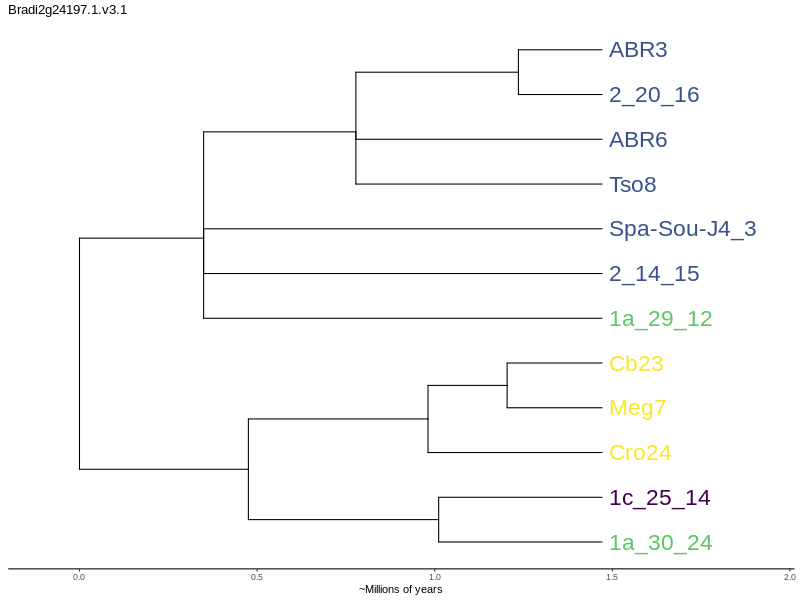 Bradi2g24197.1.v3.1
ABR3
2_20_16
ABR6
Tso8
Spa-Sou-J4_3
2_14_15
1a_29_12
Cb23
Meg7
Cro24
1c_25_14
1a_30_24
0.0 0.5 1.0 1.5 2.0
~Millions of years